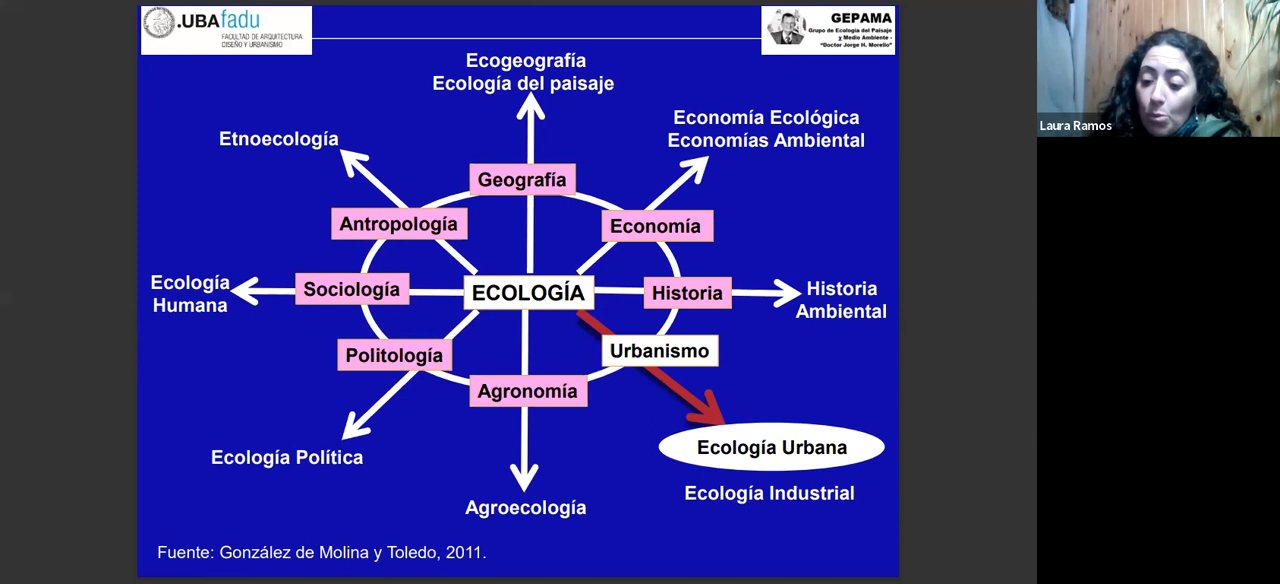 .UBAfadu
FACULTAD DE ARQUITECTURA
DISEÑO Y URBANISMO
GEPAMA
Grupo de Ecología del Paisaje
y Medio Ambiente -
"Doctor Jorge H. Morello"
Laura Ramos
Ecogeografía
Ecología del paisaje
Economía Ecológica
Economías Ambiental
Etnoecología
Geografía
Antropología
Economía
Ecología
Humana
Sociología
ECOLOGÍA
Historia
Historia
Ambiental
Politología
Urbanismo
Agronomía
Ecología Urbana
Ecología Política
Ecología Industrial
Agroecología
Fuente: González de Molina y Toledo, 2011.